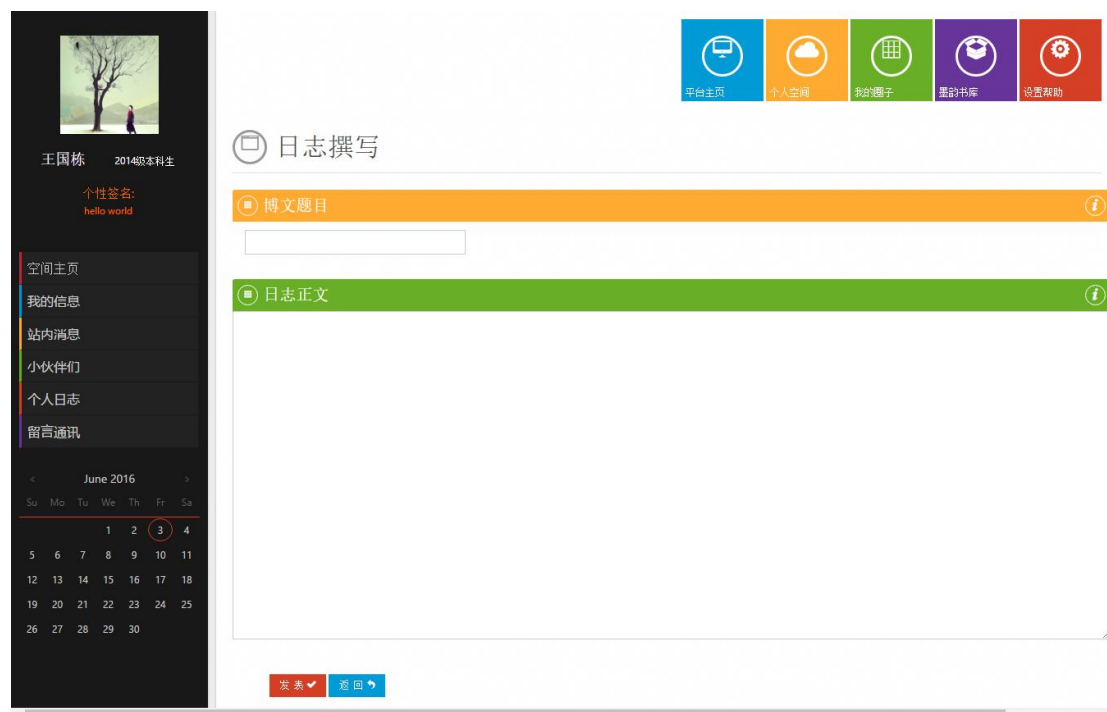 平台主页 个人空间 我的圈子 墨韵书库 设置帮助
王国栋 2014级本科生
个性签名:
hello world
空间主页
我的信息
站内消息
小伙伴们
个人日志
留言通讯
< June 2016 >
Su Mo Tu We Th Fr Sa
1 2 3 4
5 6 7 8 9 10 11
12 13 14 15 16 17 18
19 20 21 22 23 24 25
26 27 28 29 30
日志撰写
博文题目
日志正文
发表 返回